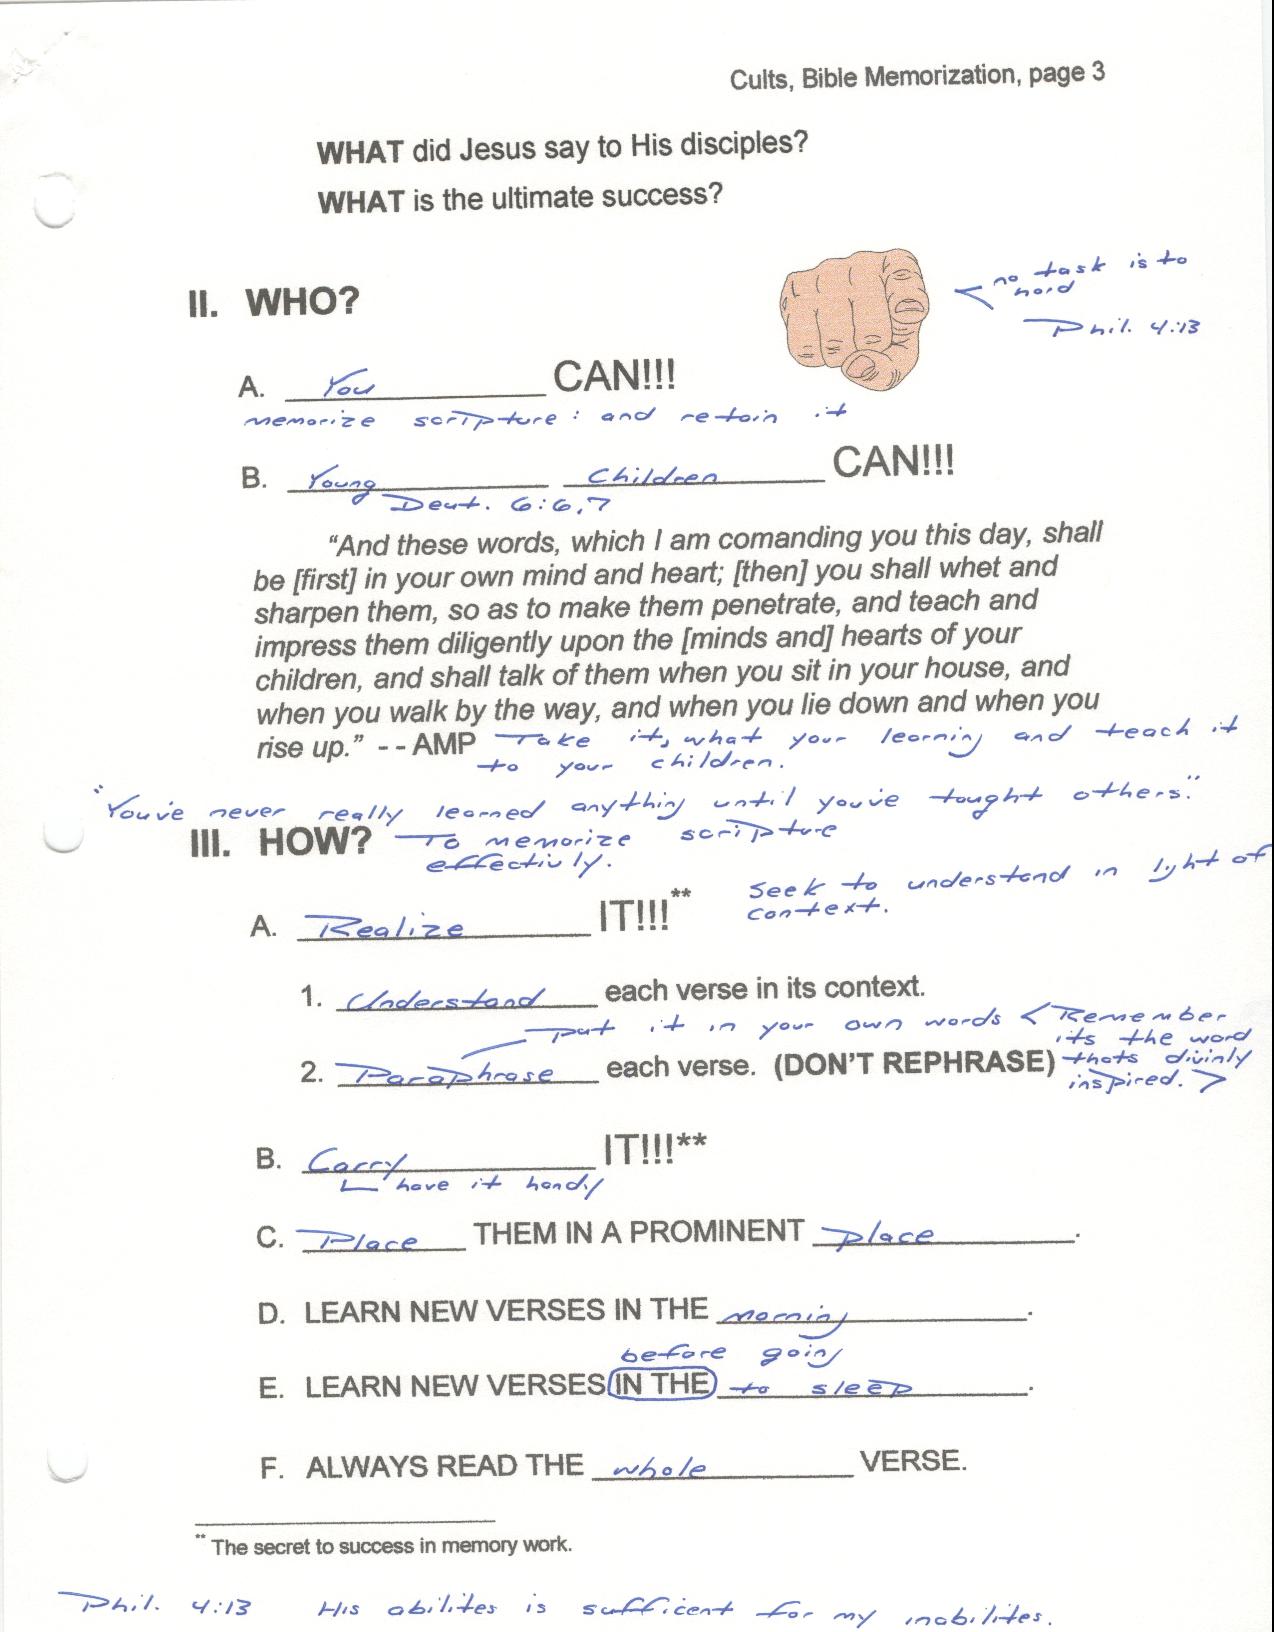 Cults, Bible Memorization, page 3
WHAT did Jesus say to His disciples?
WHAT is the ultimate success?
no task is to
hord
Phil. 4:13
II. WHO?
A. You CAN!!!
memorize scripture: and retain it
B. Young Children CAN!!!
Deut. 6:6,7
“And these words, which I am comanding you this day, shall
be [first] in your own mind and heart; [then] you shall whet and
sharpen them, so as to make them penetrate, and teach and
impress them diligently upon the [minds and] hearts of your
children, and shall talk of them when you sit in your house, and
when you walk by the way, and when you lie down and when you
rise up.” - - AMP Take it, what your learning and teach it
to your children.
"You've never really learned anything until you've tought others."
III. HOW? To memorize scripture
effectivly.
Seek to understand in light of
context.
A. Realize IT!!!**
1. Understand each verse in its context.
put it in your own words < Remember
its the word
2. Paraphrase each verse. (DON'T REPHRASE) thats divinly
inspired. >
B. Carry IT!!!**
have it handy
C. Place THEM IN A PROMINENT place.
D. LEARN NEW VERSES IN THE morning.
before going
E. LEARN NEW VERSES IN THE to sleep.
F. ALWAYS READ THE whole VERSE.
** The secret to success in memory work.
Phil. 4:13 His abilites is sufficent for my inabilites.